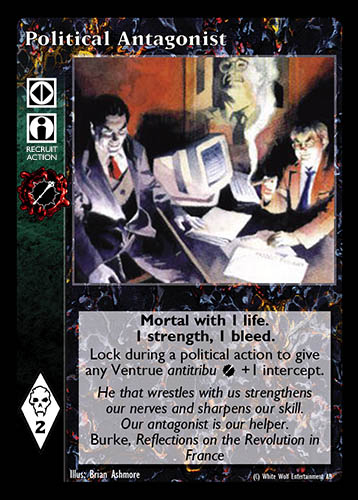 Political Antagonist
RECRUIT
ACTION
Mortal with 1 life.
1 strength, 1 bleed.
Lock during a political action to give
any Ventrue antitribu +1 intercept.
He that wrestles with us strengthens
our nerves and sharpens our skill.
Our antagonist is our helper.
Burke, Reflections on the Revolution in
France
2
Illus: Brian Ashmore
(C) White Wolf Entertainment AB